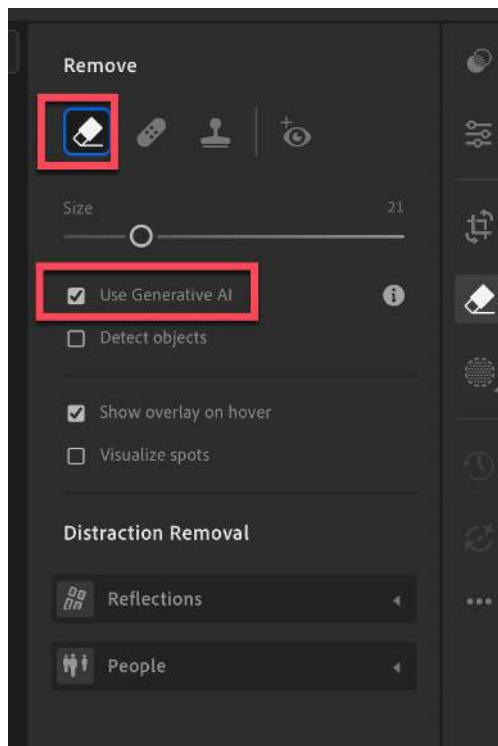 Remove
Size 21
Use Generative AI
Detect objects
Show overlay on hover
Visualize spots
Distraction Removal
Reflections
People